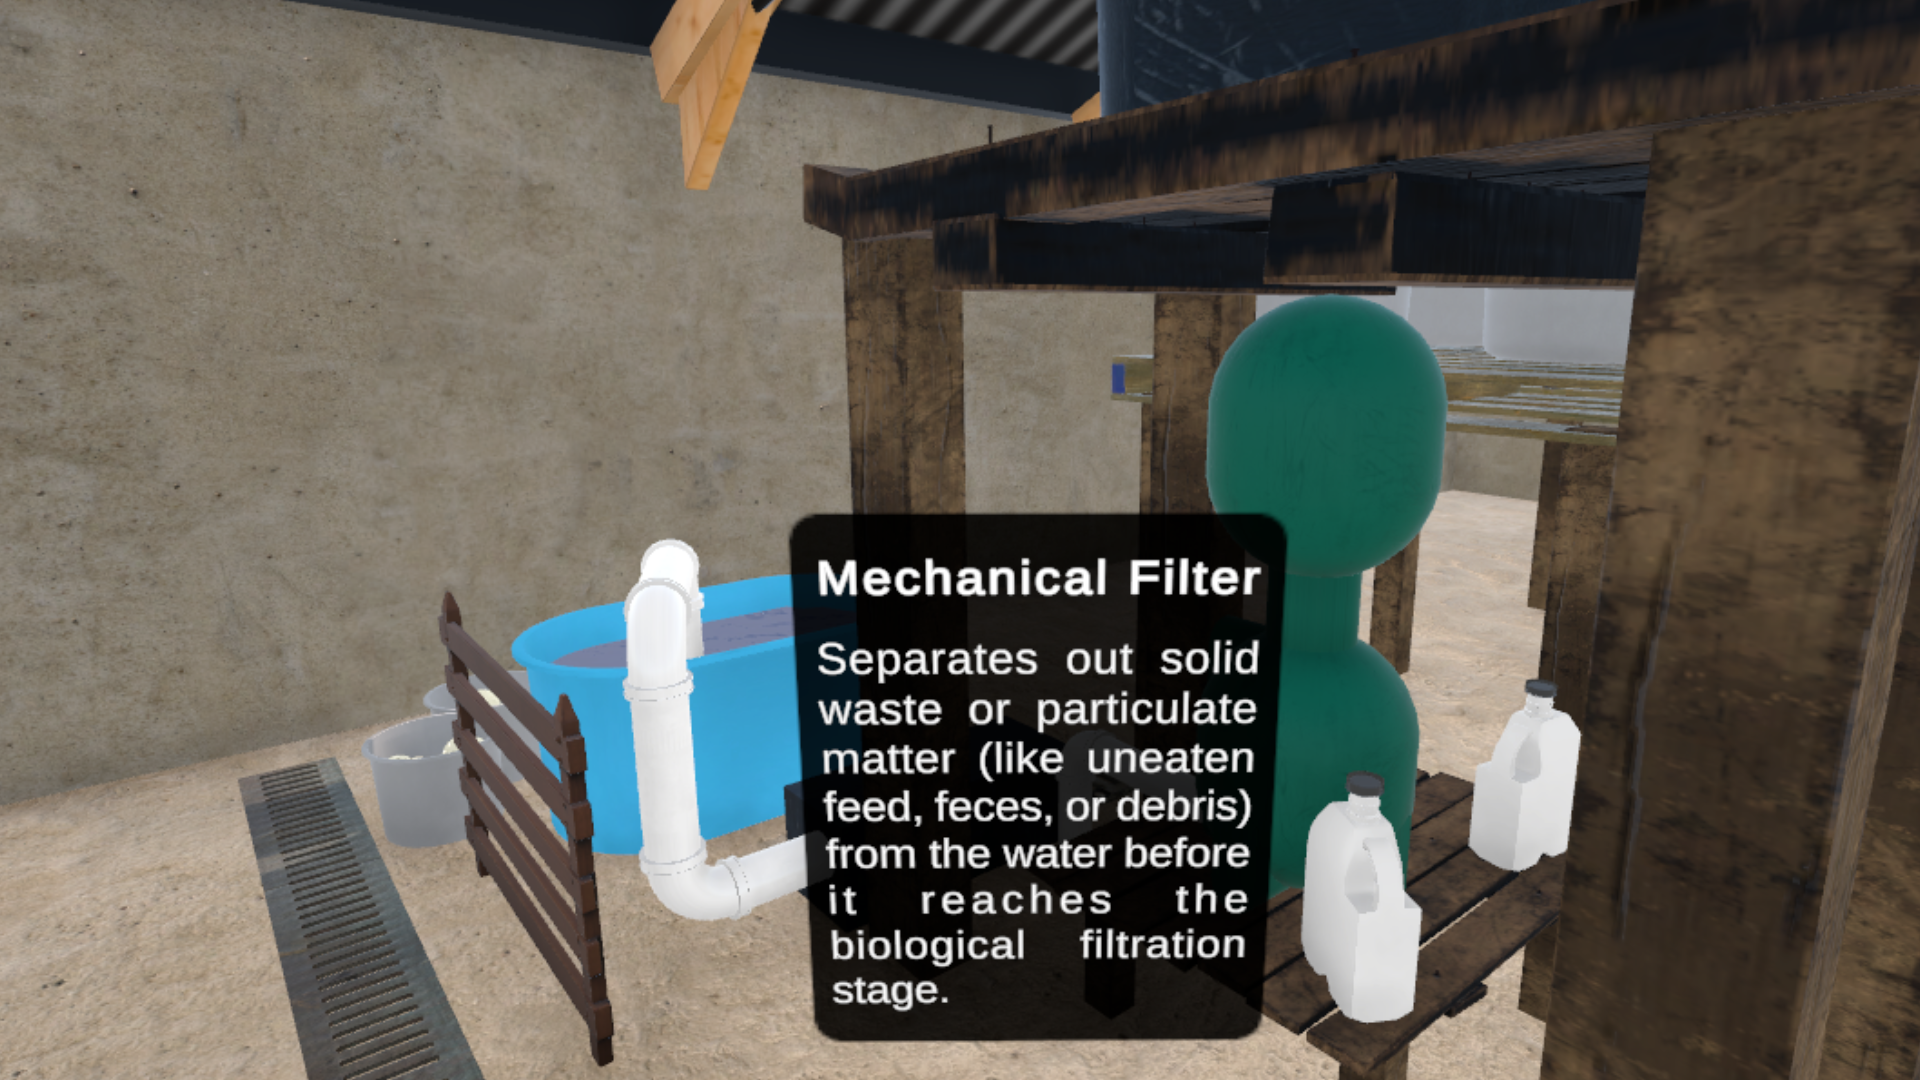 Mechanical Filter
Separates out solid
waste or particulate
matter (like uneaten
feed, feces, or debris)
from the water before
it reaches the
biological filtration
stage.